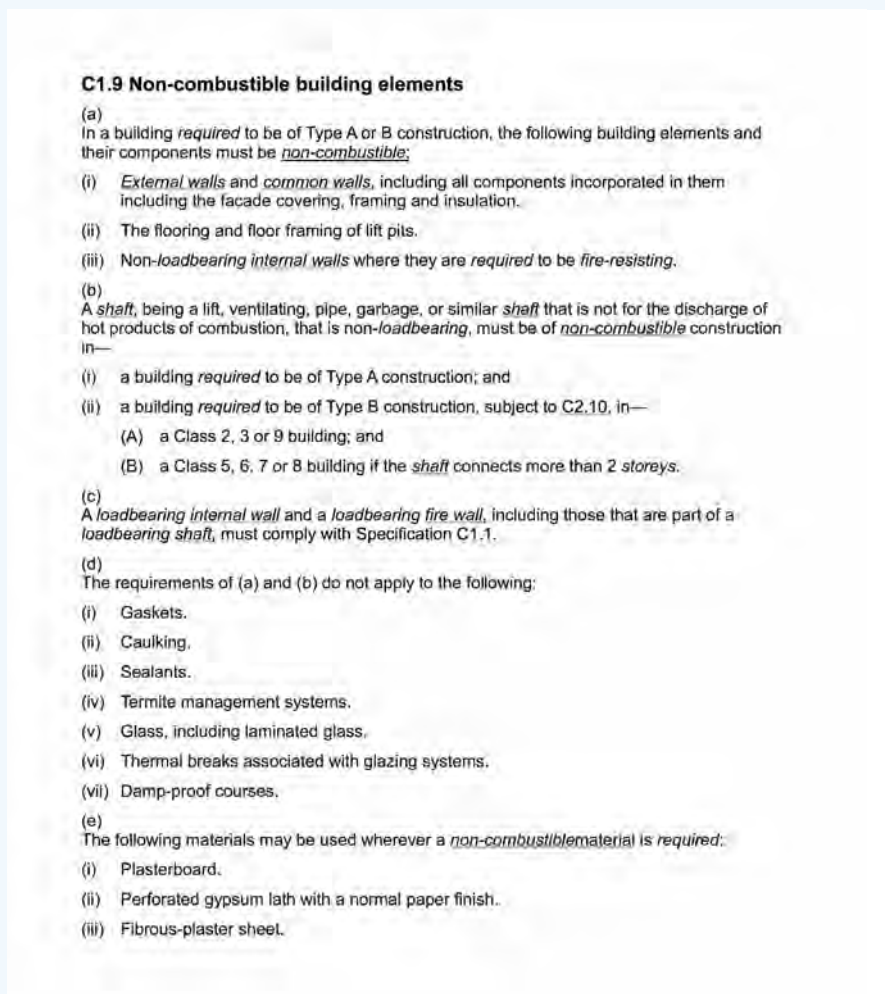 C1.9 Non-combustible building elements
(a)
In a building required to be of Type A or B construction, the following building elements and
their components must be non-combustible:
(i) External walls and common walls, including all components incorporated in them
including the facade covering, framing and insulation.
(ii) The flooring and floor framing of lift pits.
(iii) Non-loadbearing internal walls where they are required to be fire-resisting.
(b)
A shaft, being a lift, ventilating, pipe, garbage, or similar shaft that is not for the discharge of
hot products of combustion, that is non-loadbearing, must be of non-combustible construction
in—
(i) a building required to be of Type A construction; and
(ii) a building required to be of Type B construction, subject to C2.10, in—
(A) a Class 2, 3 or 9 building; and
(B) a Class 5, 6, 7 or 8 building if the shaft connects more than 2 storeys.
(c)
A loadbearing internal wall and a loadbearing fire wall, including those that are part of a
loadbearing shaft, must comply with Specification C1.1.
(d)
The requirements of (a) and (b) do not apply to the following:
(i) Gaskets.
(ii) Caulking.
(iii) Sealants.
(iv) Termite management systems.
(v) Glass, including laminated glass.
(vi) Thermal breaks associated with glazing systems.
(vii) Damp-proof courses.
(e)
The following materials may be used wherever a non-combustiblematerial is required:
(i) Plasterboard.
(ii) Perforated gypsum lath with a normal paper finish.
(iii) Fibrous-plaster sheet.